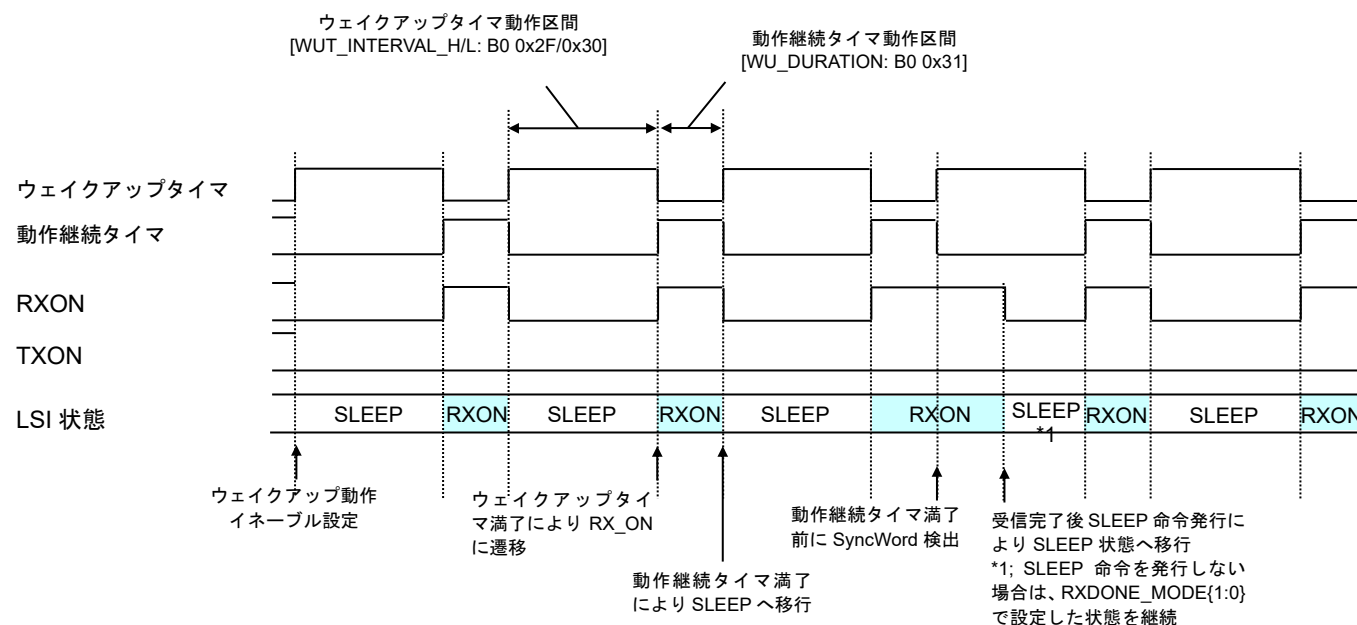 ウェイクアップタイマ動作区間
[WUT_INTERVAL_H/L: B0 0x2F/0x30]
動作継続タイマ動作区間
[WU_DURATION: B0 0x31]
ウェイクアップタイマ
動作継続タイマ
RXON
TXON
LSI 状態
SLEEP RXON SLEEP RXON SLEEP RXON SLEEP RXON SLEEP RXON
*1
ウェイクアップ動作
イネーブル設定
ウェイクアップタイ
マ満了により RX_ON
に遷移
動作継続タイマ満了
により SLEEP へ移行
動作継続タイマ満了
前に SyncWord 検出
受信完了後 SLEEP 命令発行に
より SLEEP 状態へ移行
*1; SLEEP 命令を発行しない
場合は、RXDONE_MODE{1:0}
で設定した状態を継続